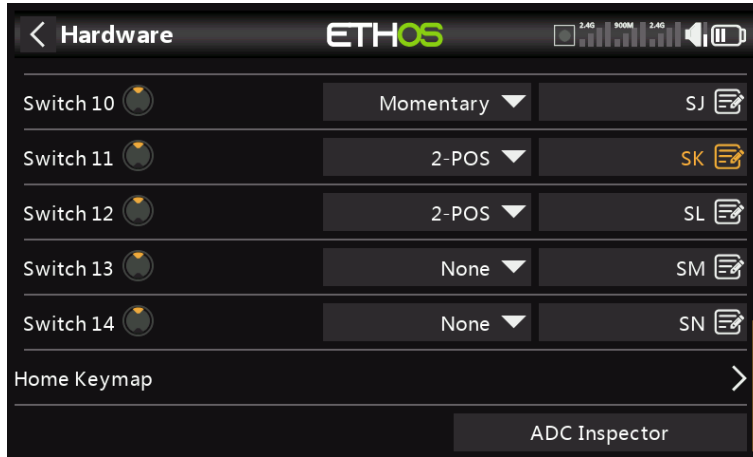 Hardware ETHOS 2.4G 900M 2.4G
Switch 10 Momentary SJ
Switch 11 2-POS SK
Switch 12 2-POS SL
Switch 13 None SM
Switch 14 None SN
Home Keymap
ADC Inspector